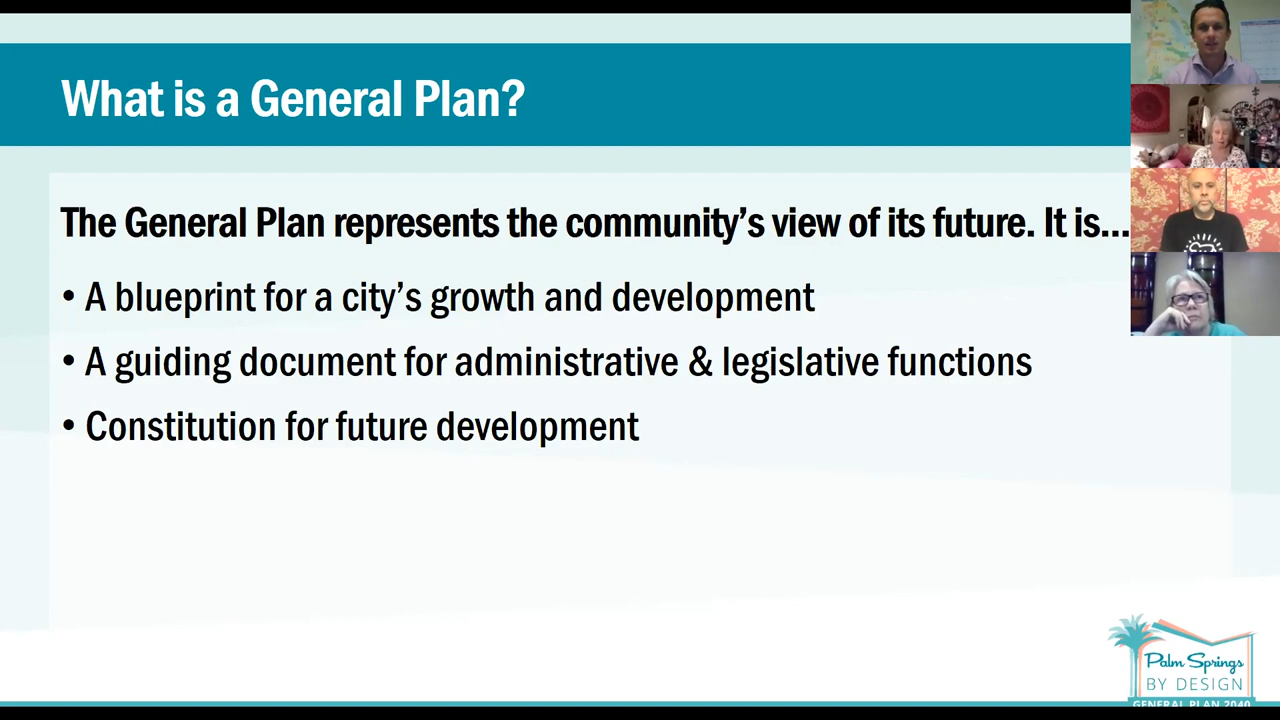 What is a General Plan?
The General Plan represents the community’s view of its future. It is...
• A blueprint for a city’s growth and development
• A guiding document for administrative & legislative functions
• Constitution for future development
Palm Springs
BY DESIGN
GENERAL PLAN 2040